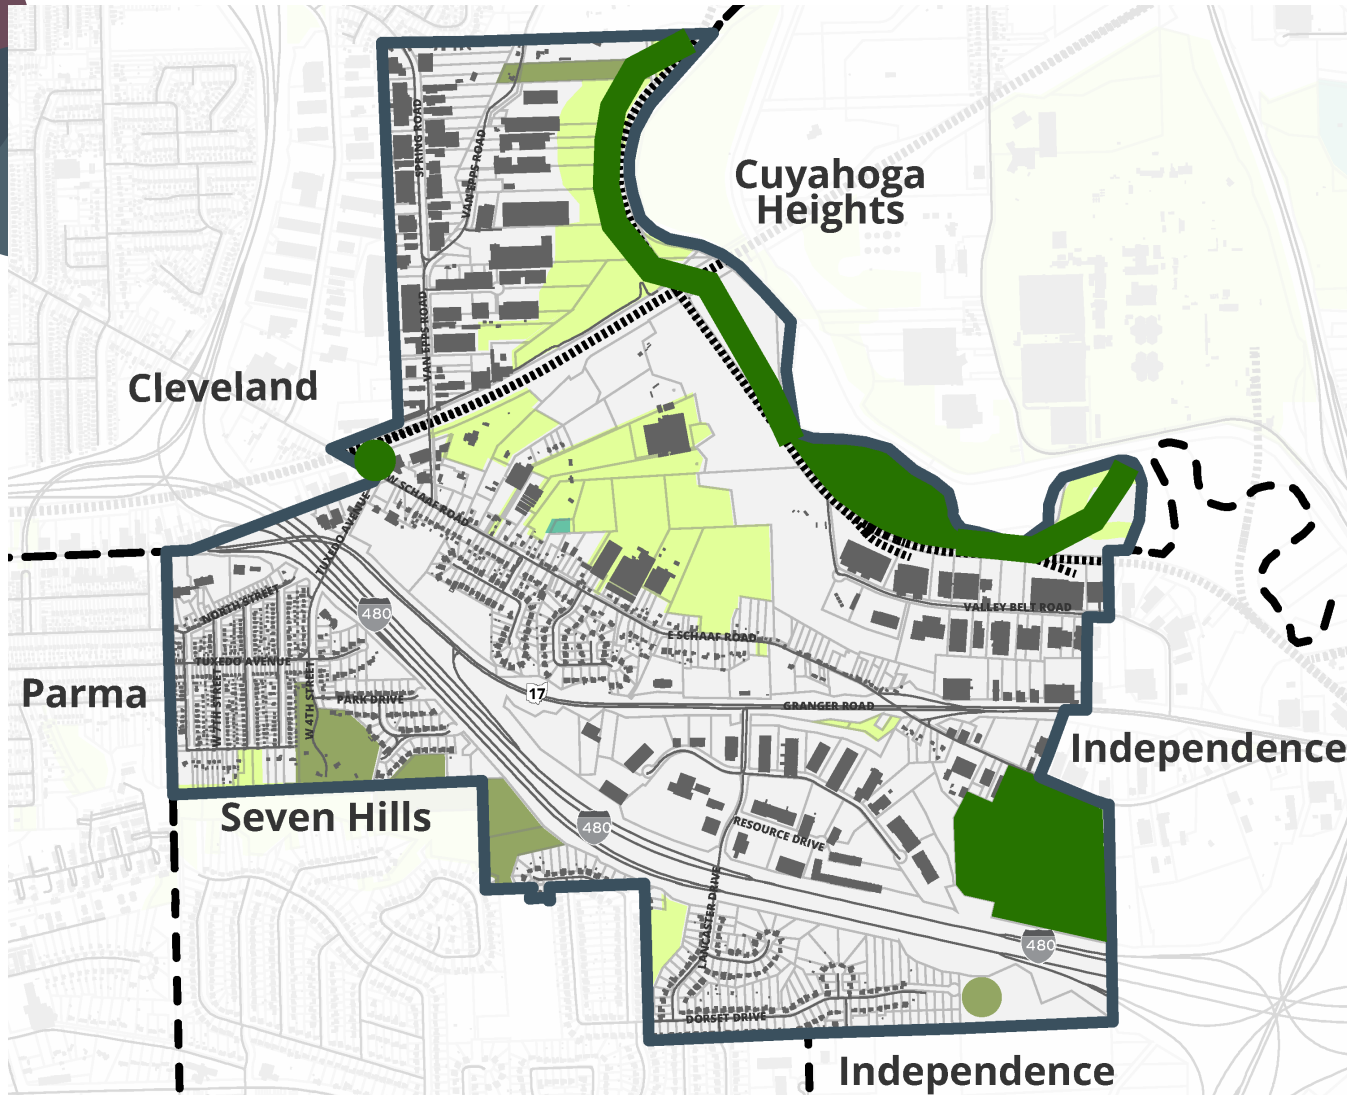 SPRING ROAD
VAN EPPS ROAD
Cuyahoga
Heights
VAN EPPS ROAD
Cleveland
W SCHAAF ROAD
TUXEDO AVENUE
480
NORTH STREET
VALLEY BELT ROAD
E SCHAAF ROAD
TUXEDO AVENUE
Parma
W 7TH STREET
W 4TH STREET
PARK DRIVE
17
GRANGER ROAD
Independence
Seven Hills
480
RESOURCE DRIVE
LANCASTER DRIVE
480
DORSET DRIVE
Independence